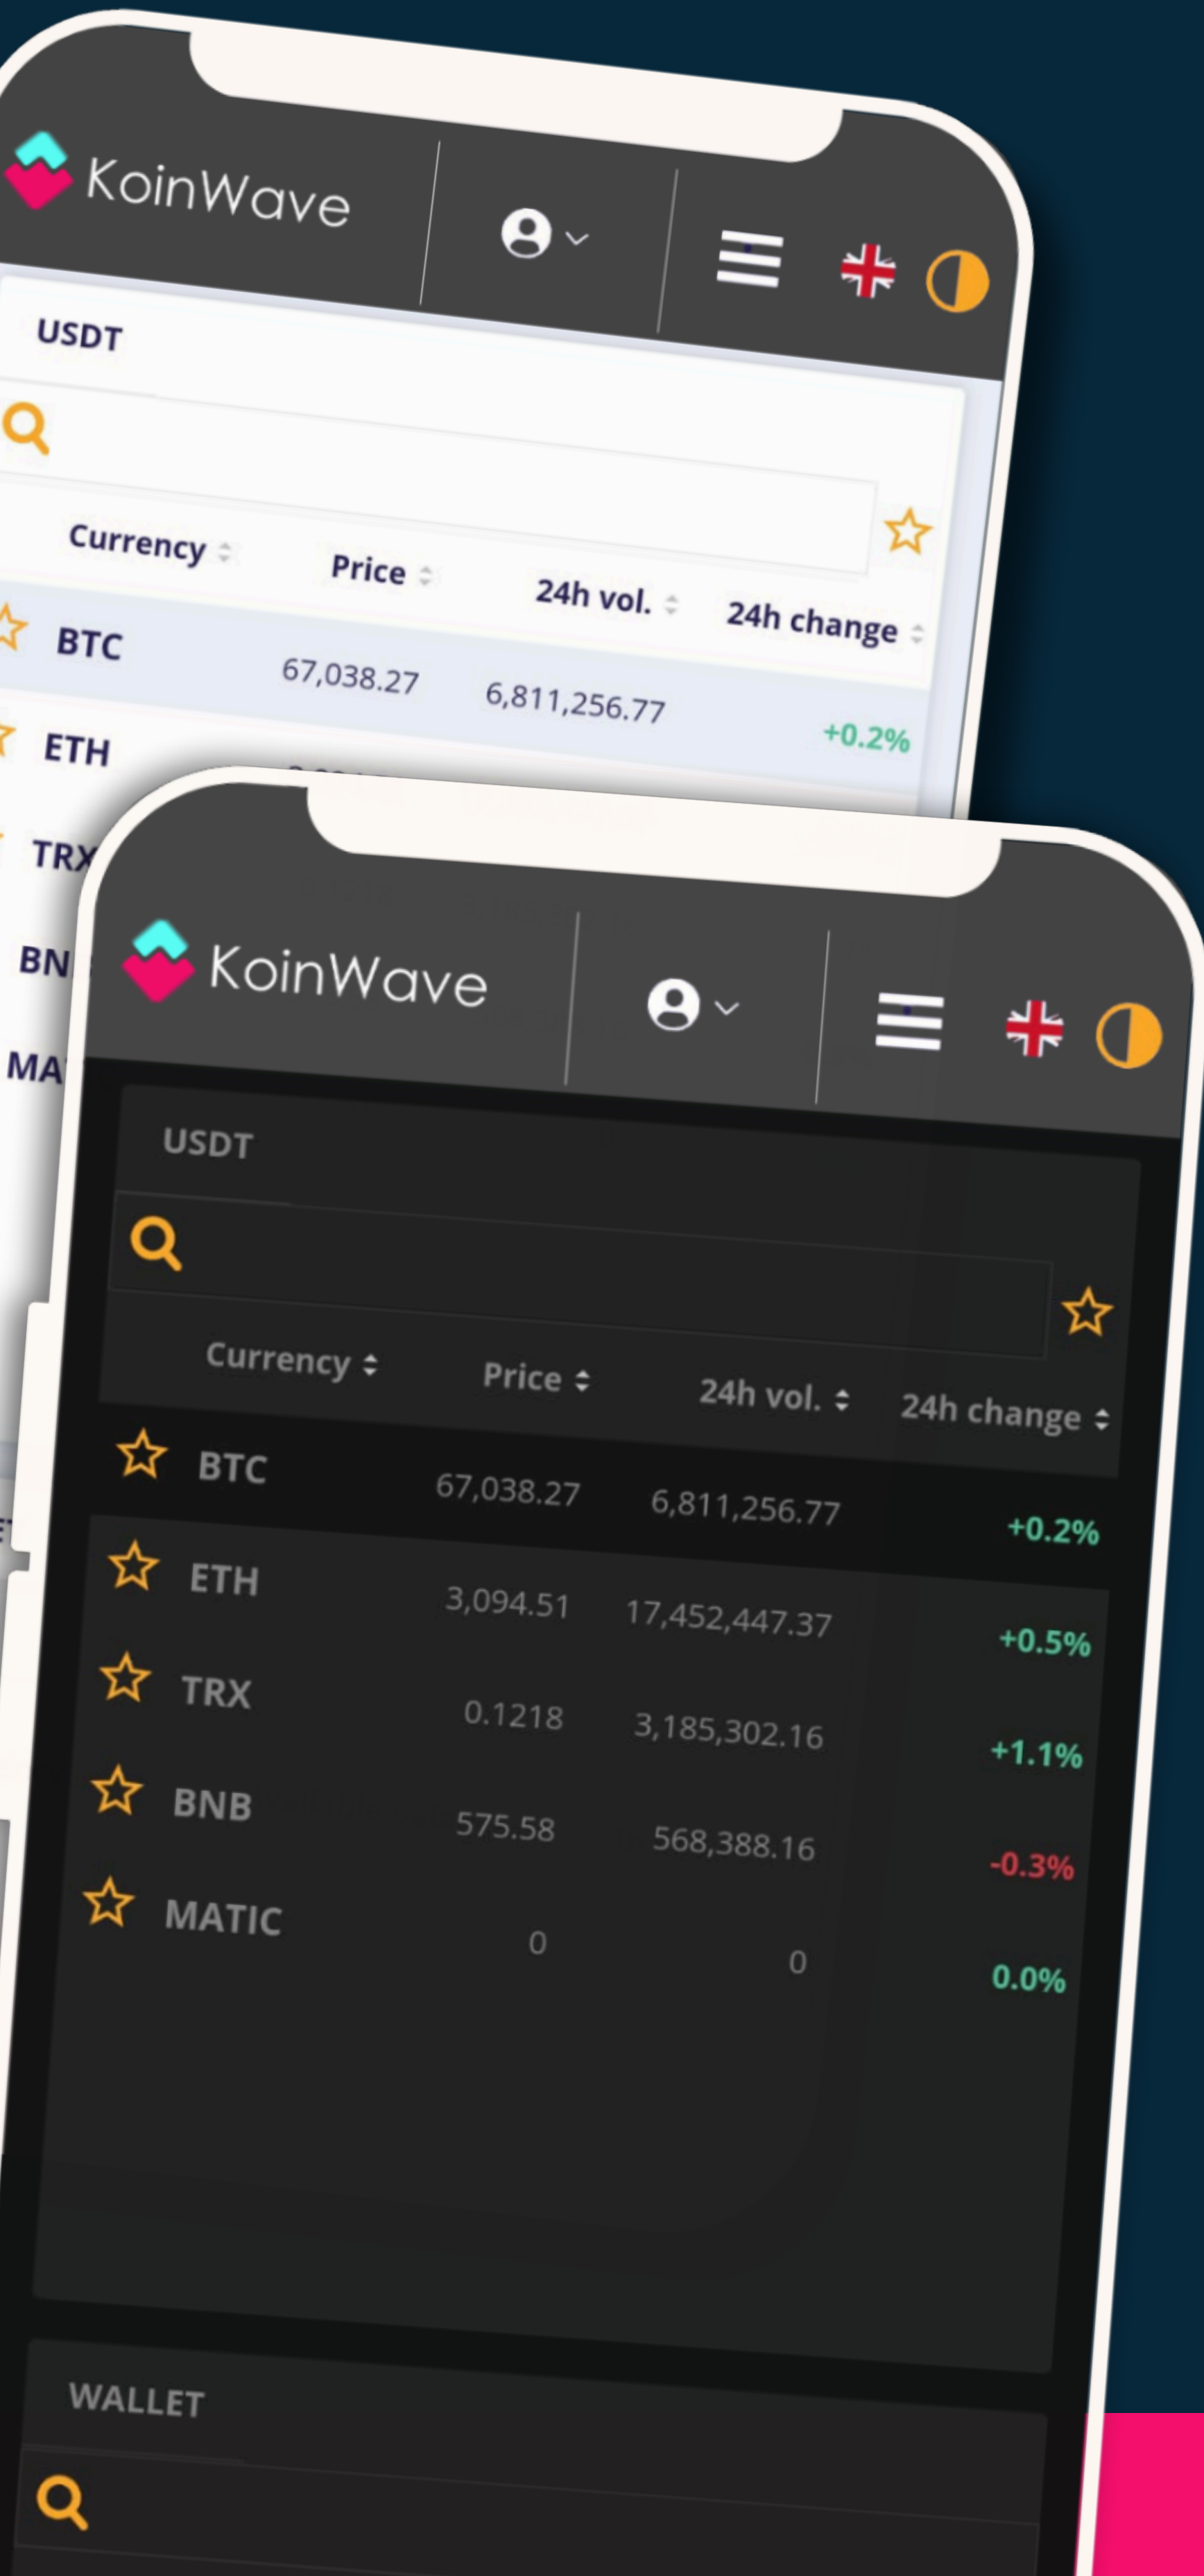 KoinWave
USDT
Currency Price 24h vol. 24h change
BTC 67,038.27 6,811,256.77 +0.2%
ETH
TRX
KoinWave
USDT
Currency Price 24h vol. 24h change
BTC 67,038.27 6,811,256.77 +0.2%
ETH 3,094.51 17,452,447.37 +0.5%
TRX 0.1218 3,185,302.16 +1.1%
BNB 575.58 568,388.16 -0.3%
MATIC 0 0 0.0%
WALLET